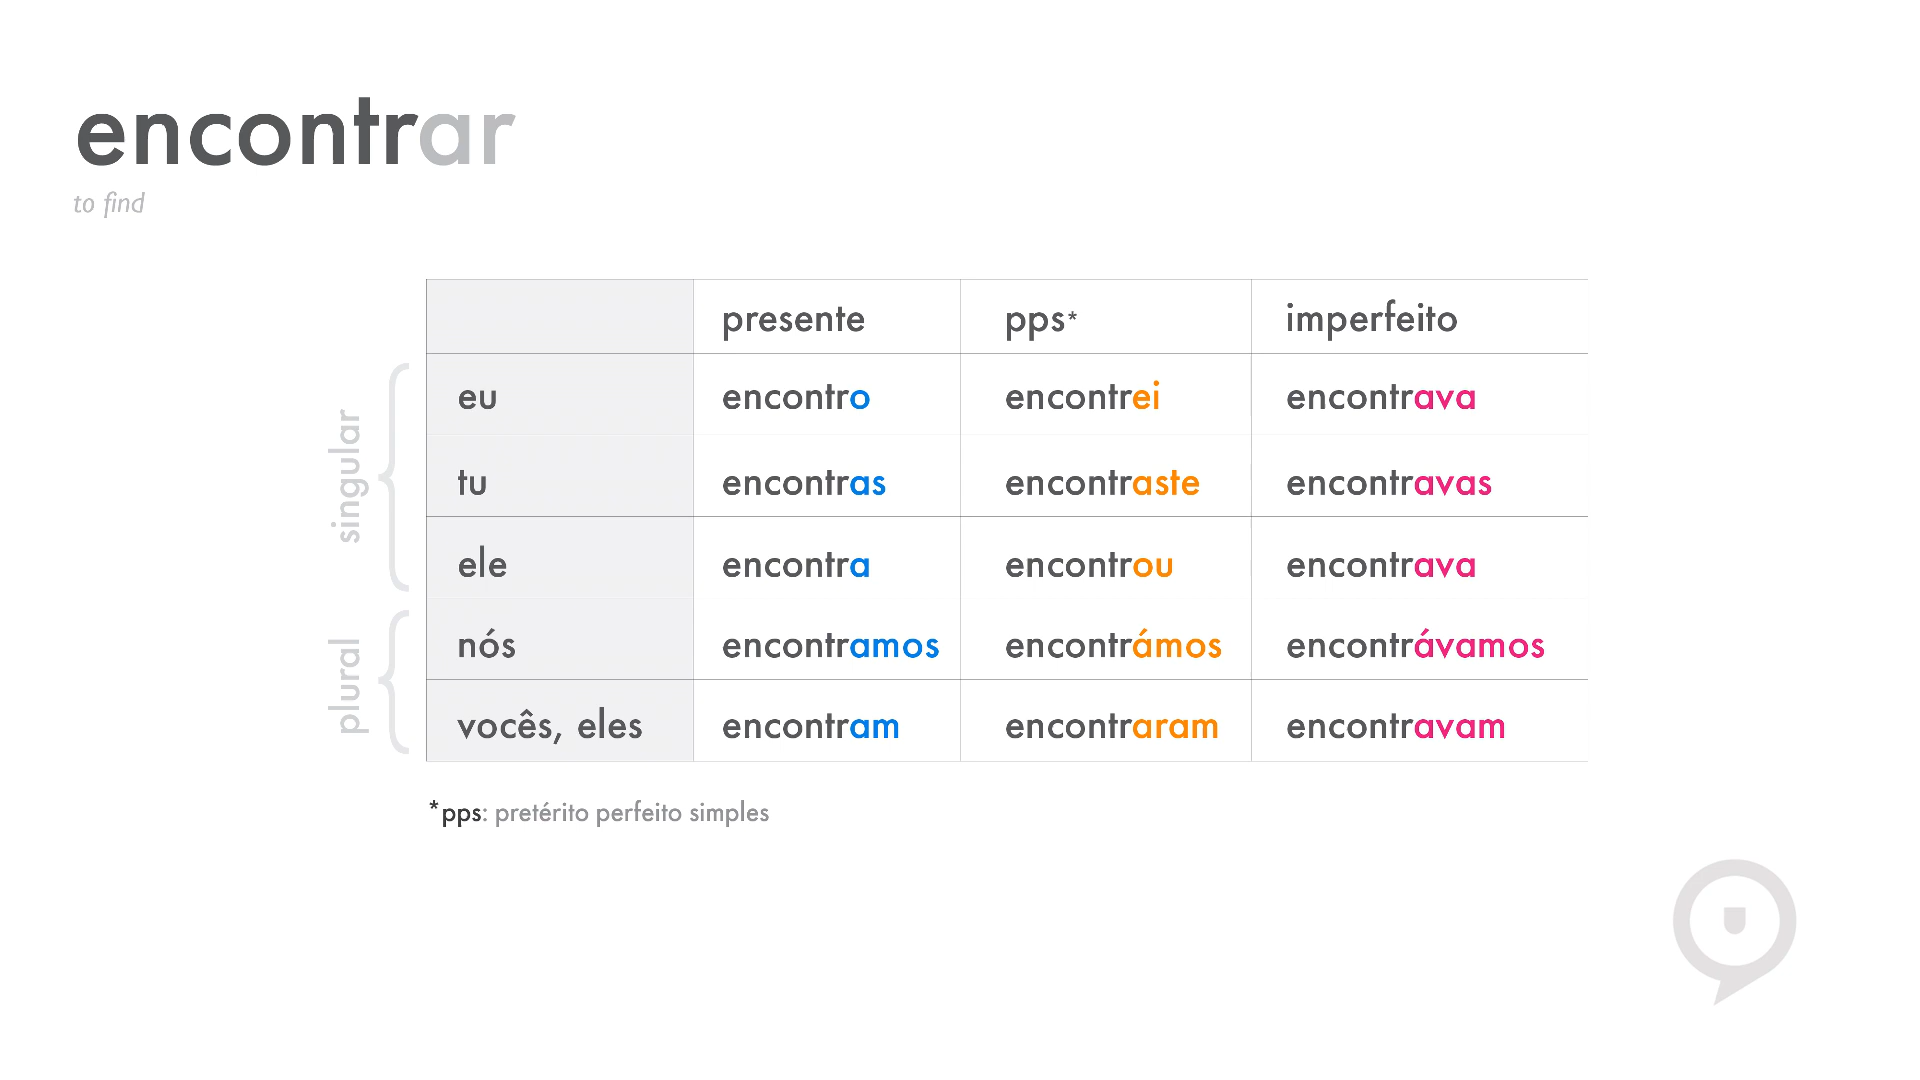 encontrar
to find
presente pps* imperfeito
singular
eu encontro encontrei encontrava
tu encontras encontraste encontravas
ele encontra encontrou encontrava
plural
nós encontramos encontrámos encontrávamos
vocês, eles encontram encontraram encontravam
*pps: pretérito perfeito simples